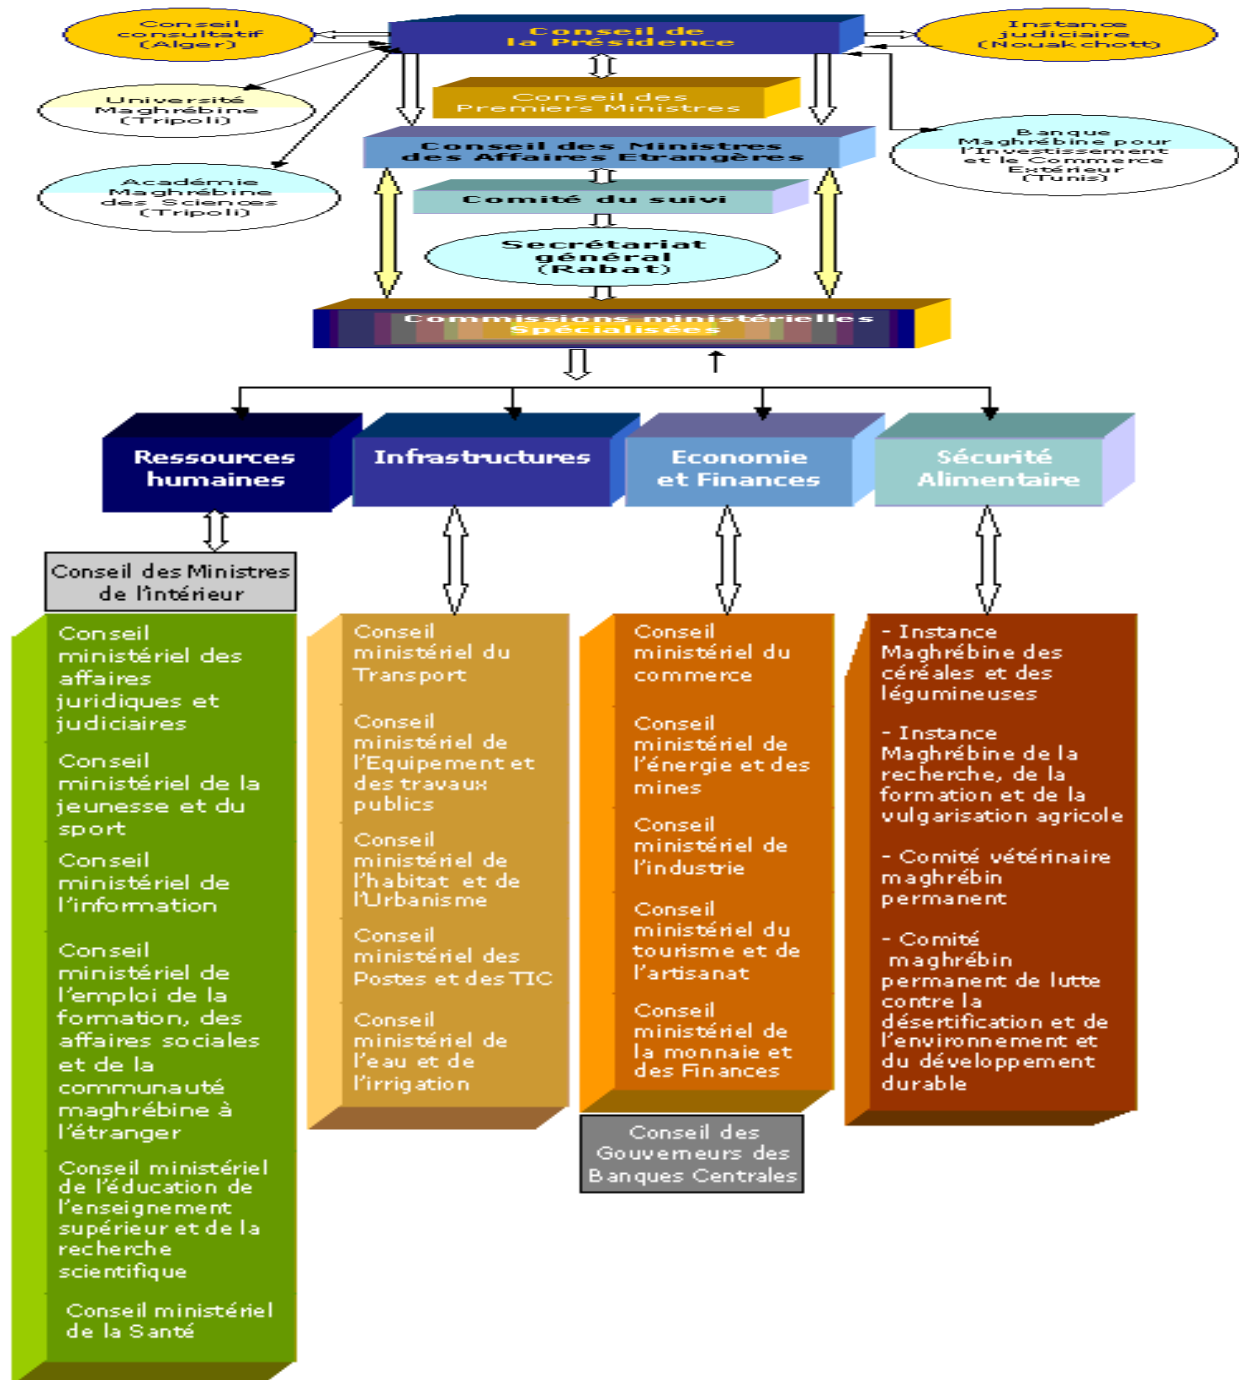 Conseil
consultatif
(Alger)
Conseil de
la Présidence
Instance
judiciaire
(Nouakchott)
Université
Maghrébine
(Tripoli)
Conseil des
Premiers Ministres
Banque
Maghrébine pour
l'Investissement
et le Commerce
Extérieur
(Tunis)
Conseil des Ministres
des Affaires Etrangères
Académie
Maghrébine
des Sciences
(Tripoli)
Comité du suivi
Secrétariat
général
(Rabat)
Commissions ministérielles
Spécialisées
Ressources
humaines
Infrastructures
Economie
et Finances
Sécurité
Alimentaire
Conseil des Ministres
de l'intérieur
Conseil
ministériel des
affaires
juridiques et
judiciaires
Conseil
ministériel de la
jeunesse et du
sport
Conseil
ministériel de
l'information
Conseil
ministériel de
l'emploi de la
formation, des
affaires sociales
et de la
communauté
maghrébine à
l'étranger
Conseil ministériel
de l'éducation de
l'enseignement
supérieur et de la
recherche
scientifique
Conseil ministériel
de la Santé
Conseil
ministériel du
Transport
Conseil
ministériel de
l'Equipement et
des travaux
publics
Conseil
ministériel de
l'habitat et de
l'Urbanisme
Conseil
ministériel des
Postes et des TIC
Conseil
ministériel de
l'eau et de
l'irrigation
Conseil
ministériel du
commerce
Conseil
ministériel de
l'énergie et des
mines
Conseil
ministériel de
l'industrie
Conseil
ministériel du
tourisme et de
l'artisanat
Conseil
ministériel de
la monnaie et
des Finances
Conseil des
Gouverneurs des
Banques Centrales
- Instance
Maghrébine des
céréales et des
légumineuses
- Instance
Maghrébine de la
recherche, de la
formation et de la
vulgarisation agricole
- Comité vétérinaire
maghrébin
permanent
- Comité
maghrébin
permanent de lutte
contre la
désertification et de
l'environnement et
du développement
durable